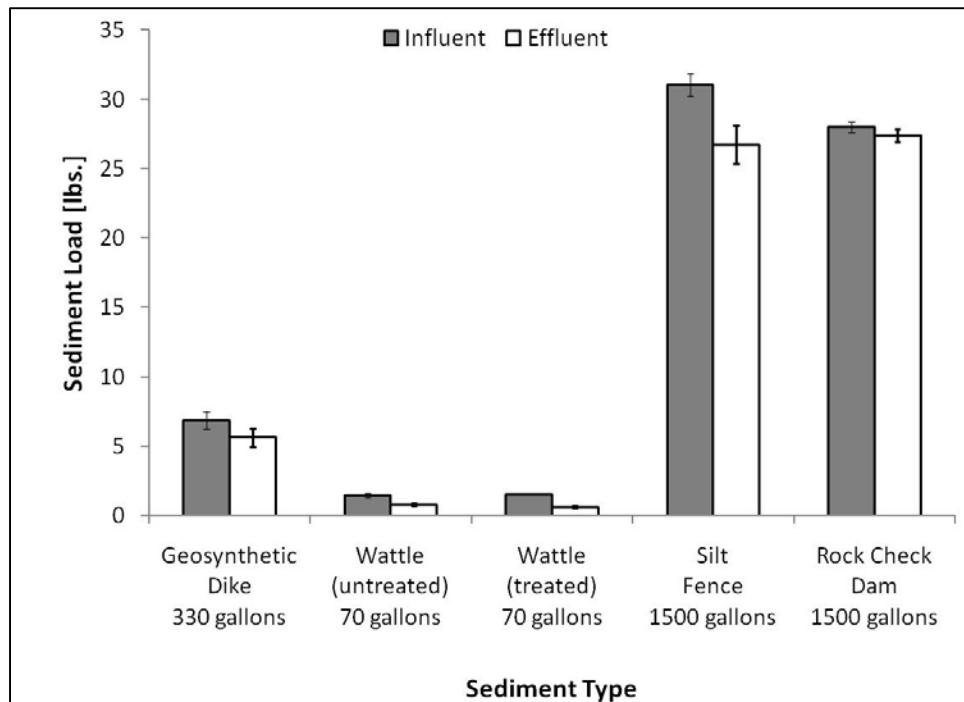 Influent Effluent
35
30
25
20
15
10
5
0
Sediment Load [lbs.]
Geosynthetic Dike 330 gallons
Wattle (untreated) 70 gallons
Wattle (treated) 70 gallons
Silt Fence 1500 gallons
Rock Check Dam 1500 gallons
Sediment Type